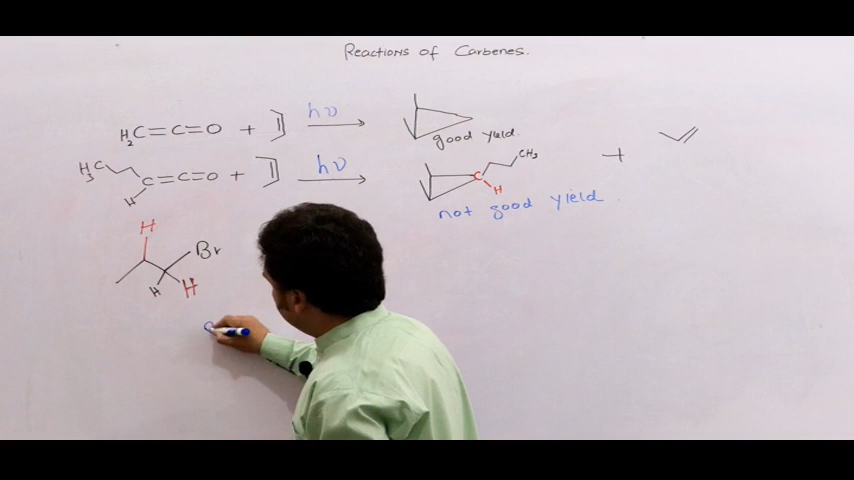 Reactions of Carbenes.
H2C=C=O + hν
good yield.
H3C C=C=O + hν C CH3 +
H H
not good yield
H
Br
H H